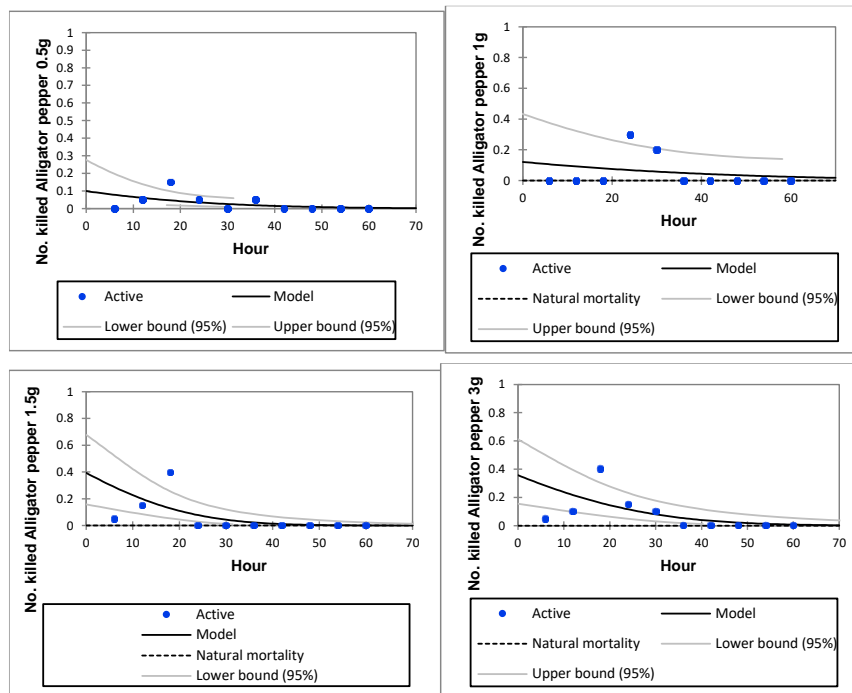 No. killed Alligator pepper 0.5g
1
0.9
0.8
0.7
0.6
0.5
0.4
0.3
0.2
0.1
0
0 10 20 30 40 50 60 70
Hour
Active Model
Lower bound (95%) Upper bound (95%)
No. killed Alligator pepper 1g
1
0.8
0.6
0.4
0.2
0
0 20 40 60
Hour
Active Model
Natural mortality Lower bound (95%)
Upper bound (95%)
No. killed Alligator pepper 1.5g
1
0.8
0.6
0.4
0.2
0
0 10 20 30 40 50 60 70
Hour
Active
Model
Natural mortality
Lower bound (95%)
No. killed Alligator pepper 3g
1
0.8
0.6
0.4
0.2
0
0 10 20 30 40 50 60 70
Hour
Active Model
Natural mortality Lower bound (95%)
Upper bound (95%)